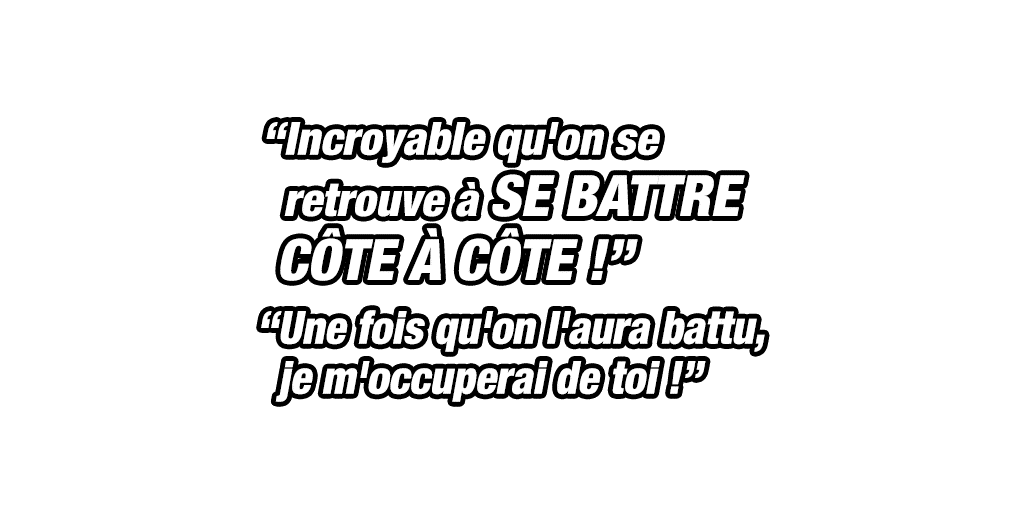 “Incroyable qu'on se
retrouve à SE BATTRE
CÔTE À CÔTE !”
“Une fois qu'on l'aura battu,
je m'occuperai de toi !”